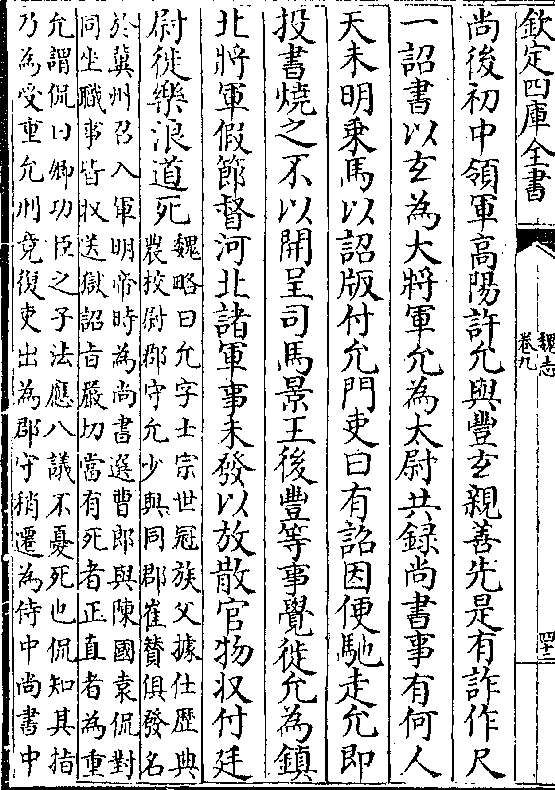 欽定四庫全書
魏志
卷九
四十二
尚後初中領軍高陽許允與豐玄親善先是有詐作尺
一詔書以玄為大將軍允為太尉共録尚書事有何人
天未明乗馬以詔版付允門吏曰有詔因便馳走允即
投書燒之不以開呈司馬景王後豐等事覺徙允為鎮
北將軍假節督河北諸軍事未發以放散官物収付廷
尉徙樂浪道死
魏略曰允字士宗世冠族父據仕歴典
農校尉郡守允少與同郡崔賛俱發名
於冀州召入軍明帝時為尚書選曹郎與陳國袁侃對
同坐職事皆収送獄詔㫖嚴切當有死者正直者為重
允謂侃曰卿功臣之子法應八議不憂死也侃知其指
乃為受重允刑竟復吏出為郡守稍遷為侍中尚書中